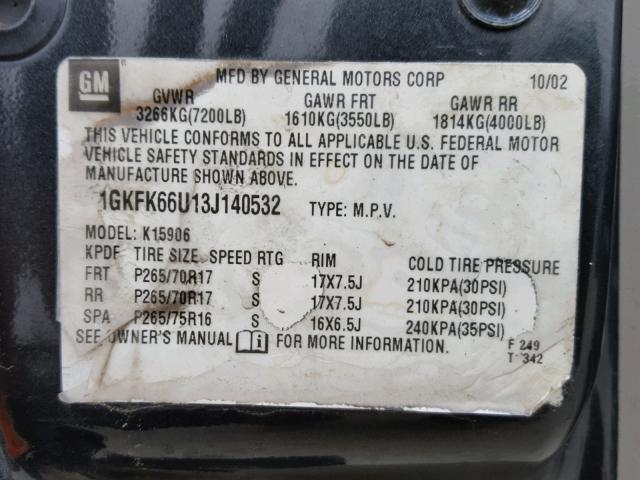 GM
MFD BY GENERAL MOTORS CORP 10/02
GVWR GAWR FRT GAWR RR
3266KG(7200LB) 1610KG(3550LB) 1814KG(4000LB)
THIS VEHICLE CONFORMS TO ALL APPLICABLE U.S. FEDERAL MOTOR
VEHICLE SAFETY STANDARDS IN EFFECT ON THE DATE OF
MANUFACTURE SHOWN ABOVE.
1GKFK66U13J140532 TYPE: M.P.V.
MODEL: K15906
KPDF TIRE SIZE SPEED RTG RIM COLD TIRE PRESSURE
FRT P265/70R17 S 17X7.5J 210KPA(30PSI)
RR P265/70R17 S 17X7.5J 210KPA(30PSI)
SPA P265/75R16 S 16X6.5J 240KPA(35PSI)
SEE OWNER'S MANUAL FOR MORE INFORMATION. F 249
T 342